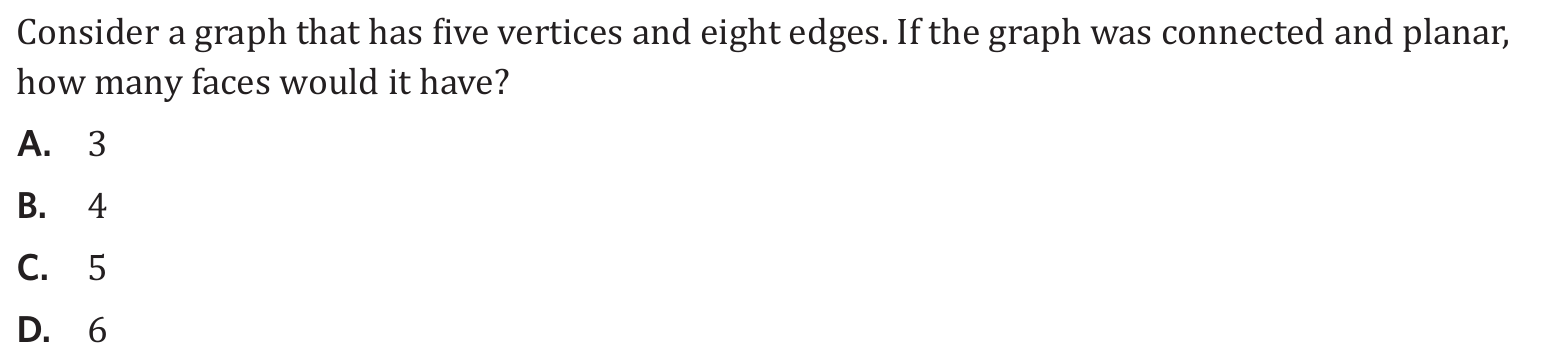 Consider a graph that has five vertices and eight edges. If the graph was connected and planar,
how many faces would it have?
A. 3
B. 4
C. 5
D. 6